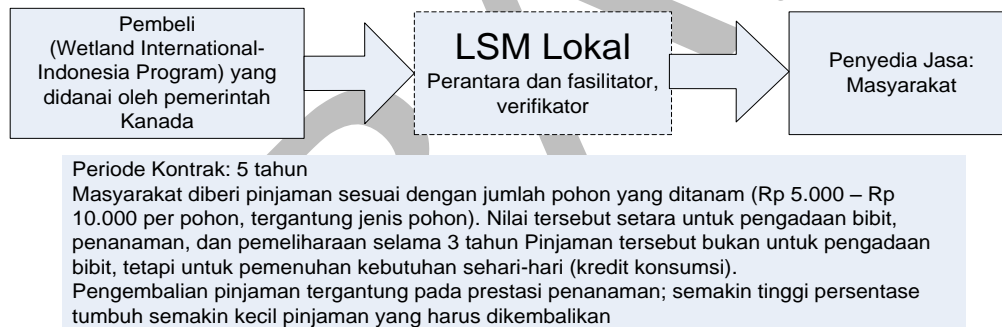 Pembeli
(Wetland International-
Indonesia Program) yang
didanai oleh pemerintah
Kanada
LSM Lokal
Perantara dan fasilitator,
verifikator
Penyedia Jasa:
Masyarakat
Periode Kontrak: 5 tahun
Masyarakat diberi pinjaman sesuai dengan jumlah pohon yang ditanam (Rp 5.000 – Rp
10.000 per pohon, tergantung jenis pohon). Nilai tersebut setara untuk pengadaan bibit,
penanaman, dan pemeliharaan selama 3 tahun Pinjaman tersebut bukan untuk pengadaan
bibit, tetapi untuk pemenuhan kebutuhan sehari-hari (kredit konsumsi).
Pengembalian pinjaman tergantung pada prestasi penanaman; semakin tinggi persentase
tumbuh semakin kecil pinjaman yang harus dikembalikan